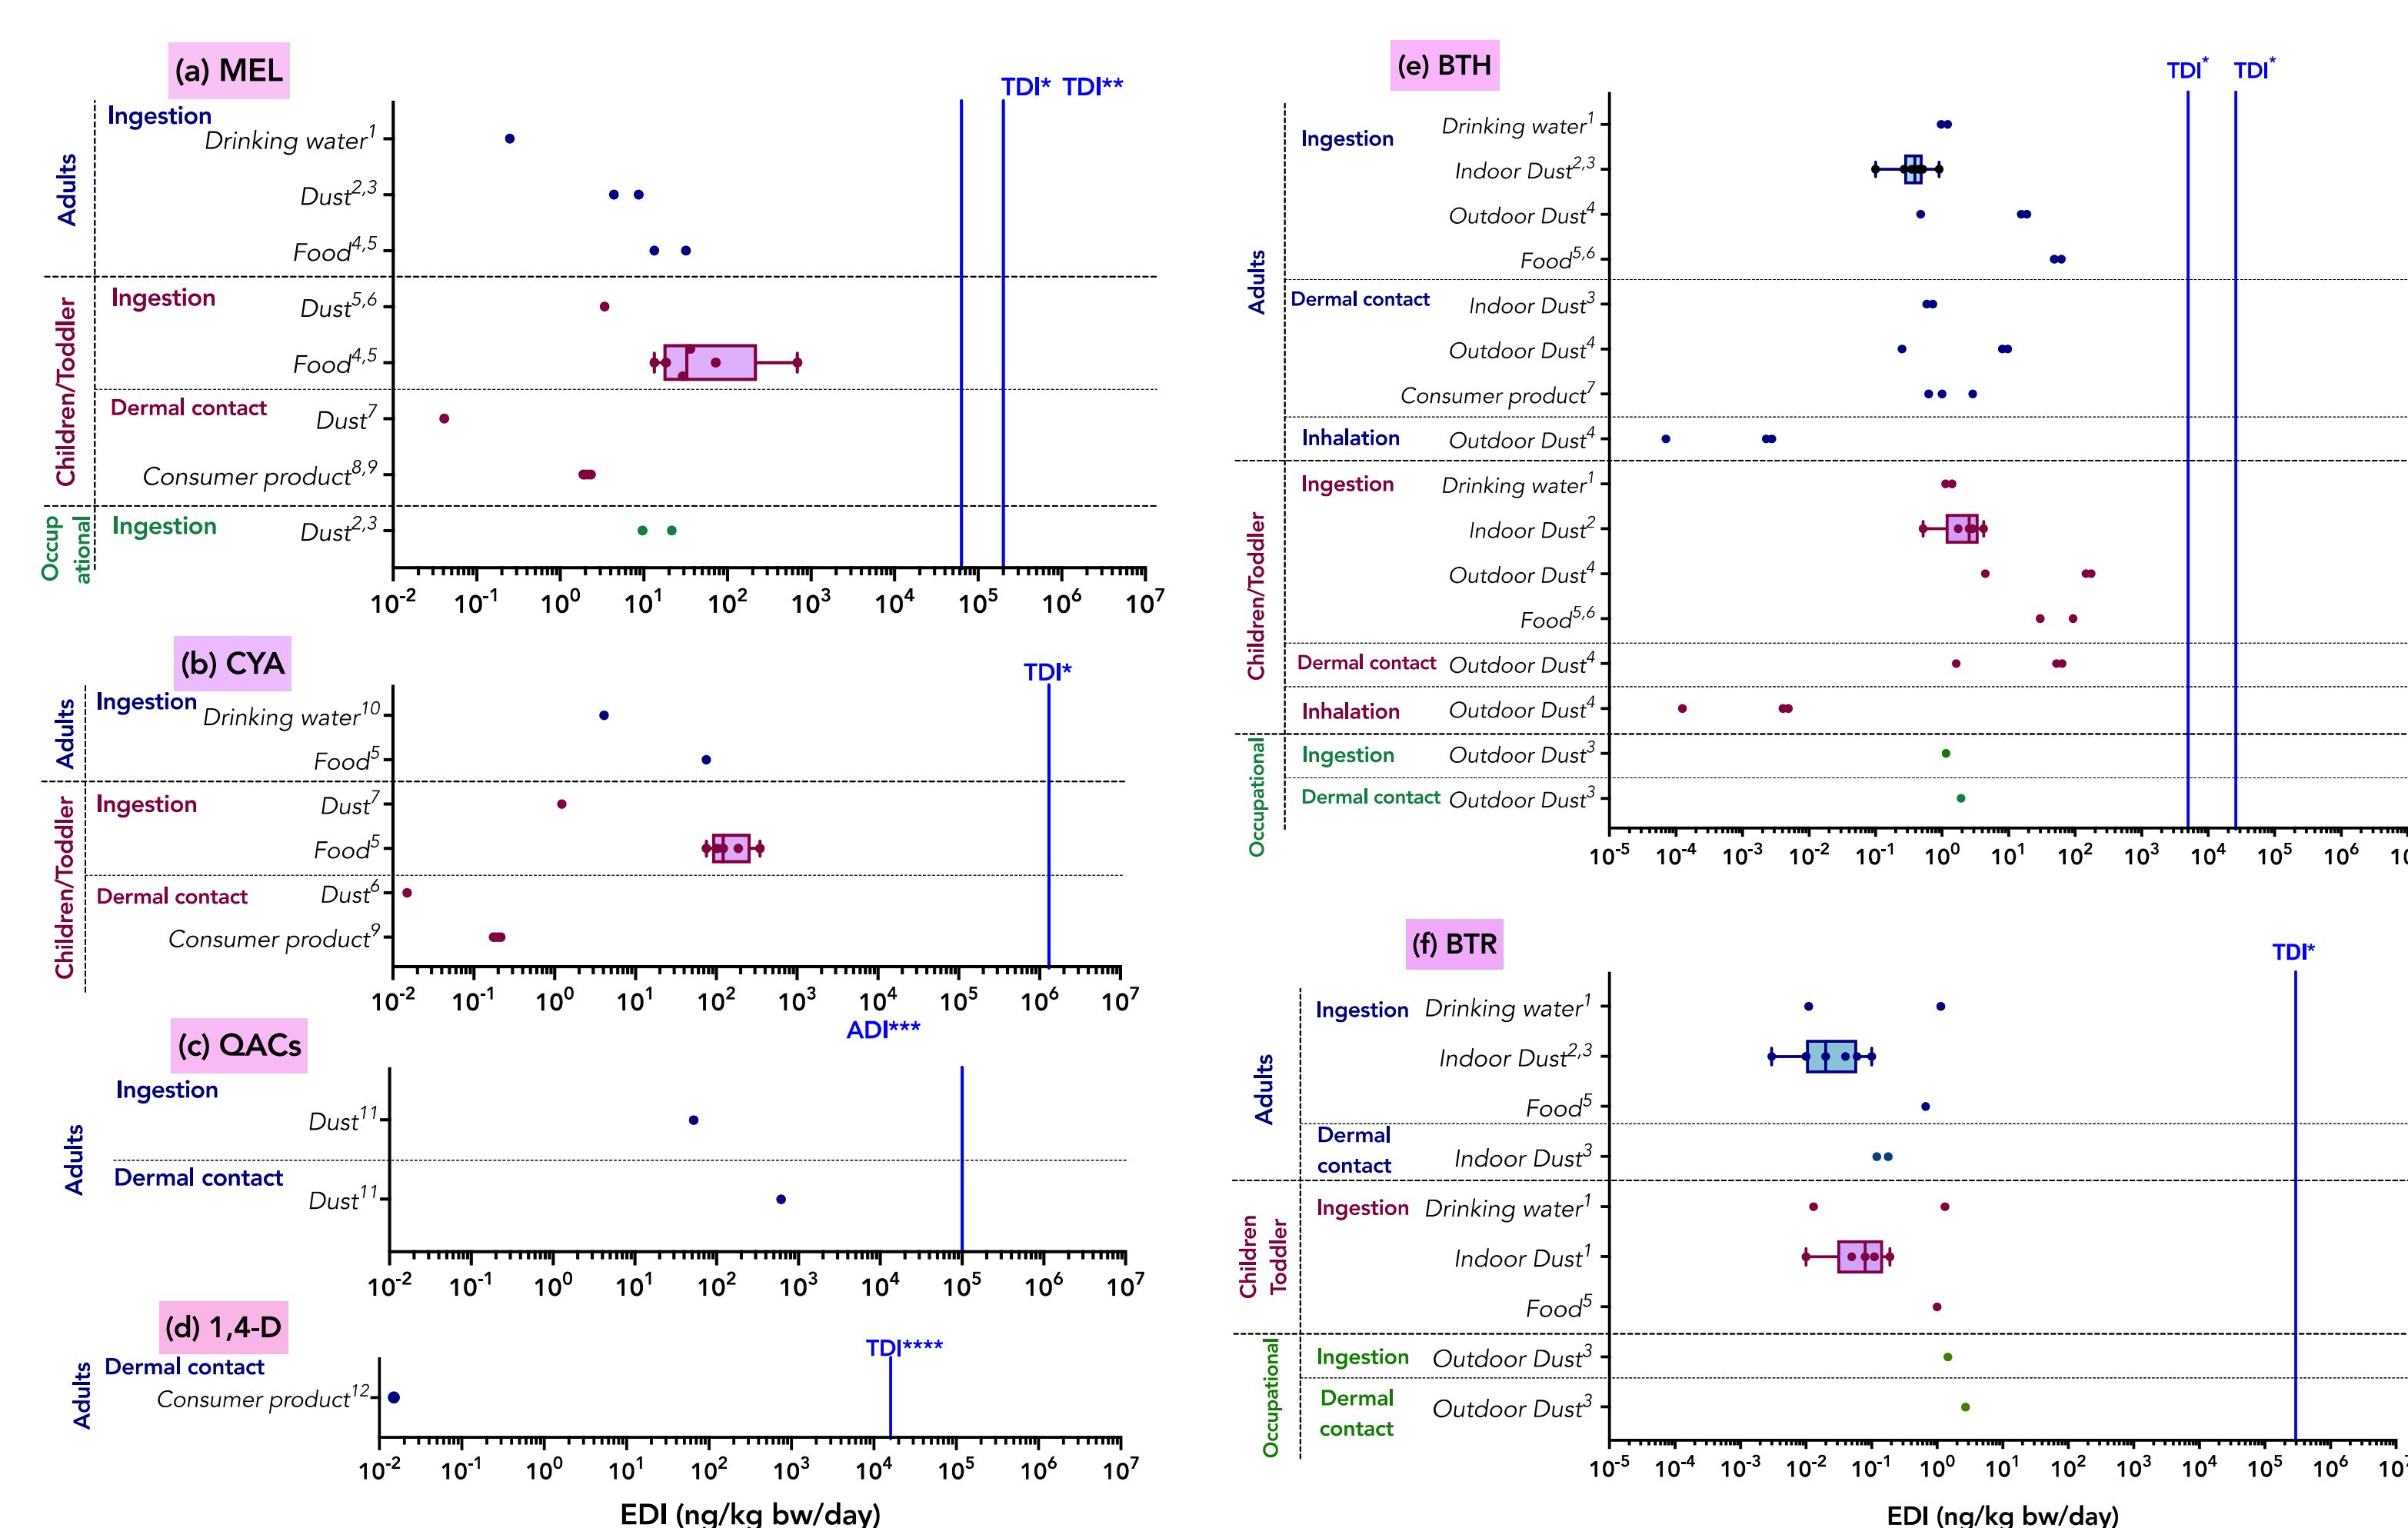 (a) MEL
TDI* TDI**
Adults
Ingestion
Drinking water1
Dust2,3
Food4,5
Children/Toddler
Ingestion
Dust5,6
Food4,5
Dermal contact
Dust7
Consumer product8,9
Occup
ational
Ingestion
Dust2,3
10-2 10-1 100 101 102 103 104 105 106 107
(b) CYA
TDI*
Adults
Ingestion
Drinking water10
Food5
Children/Toddler
Ingestion
Dust7
Food5
Dermal contact
Dust6
Consumer product9
10-2 10-1 100 101 102 103 104 105 106 107
(c) QACs
ADI***
Adults
Ingestion
Dust11
Dermal contact
Dust11
10-2 10-1 100 101 102 103 104 105 106 107
(d) 1,4-D
TDI****
Adults
Dermal contact
Consumer product12
10-2 10-1 100 101 102 103 104 105 106 107
EDI (ng/kg bw/day)
(e) BTH
TDI* TDI*
Adults
Ingestion
Drinking water1
Indoor Dust2,3
Outdoor Dust4
Food5,6
Dermal contact
Indoor Dust3
Outdoor Dust4
Consumer product7
Inhalation
Outdoor Dust4
Children/Toddler
Ingestion
Drinking water1
Indoor Dust2
Outdoor Dust4
Food5,6
Dermal contact
Outdoor Dust4
Inhalation
Outdoor Dust4
Occupational
Ingestion
Outdoor Dust3
Dermal contact
Outdoor Dust3
10-5 10-4 10-3 10-2 10-1 100 101 102 103 104 105 106
(f) BTR
TDI*
Adults
Ingestion
Drinking water1
Indoor Dust2,3
Food5
Dermal
contact
Indoor Dust3
Children
Toddler
Ingestion
Drinking water1
Indoor Dust1
Food5
Occupational
Ingestion
Outdoor Dust3
Dermal
contact
Outdoor Dust3
10-5 10-4 10-3 10-2 10-1 100 101 102 103 104 105 106 107
EDI (ng/kg bw/day)